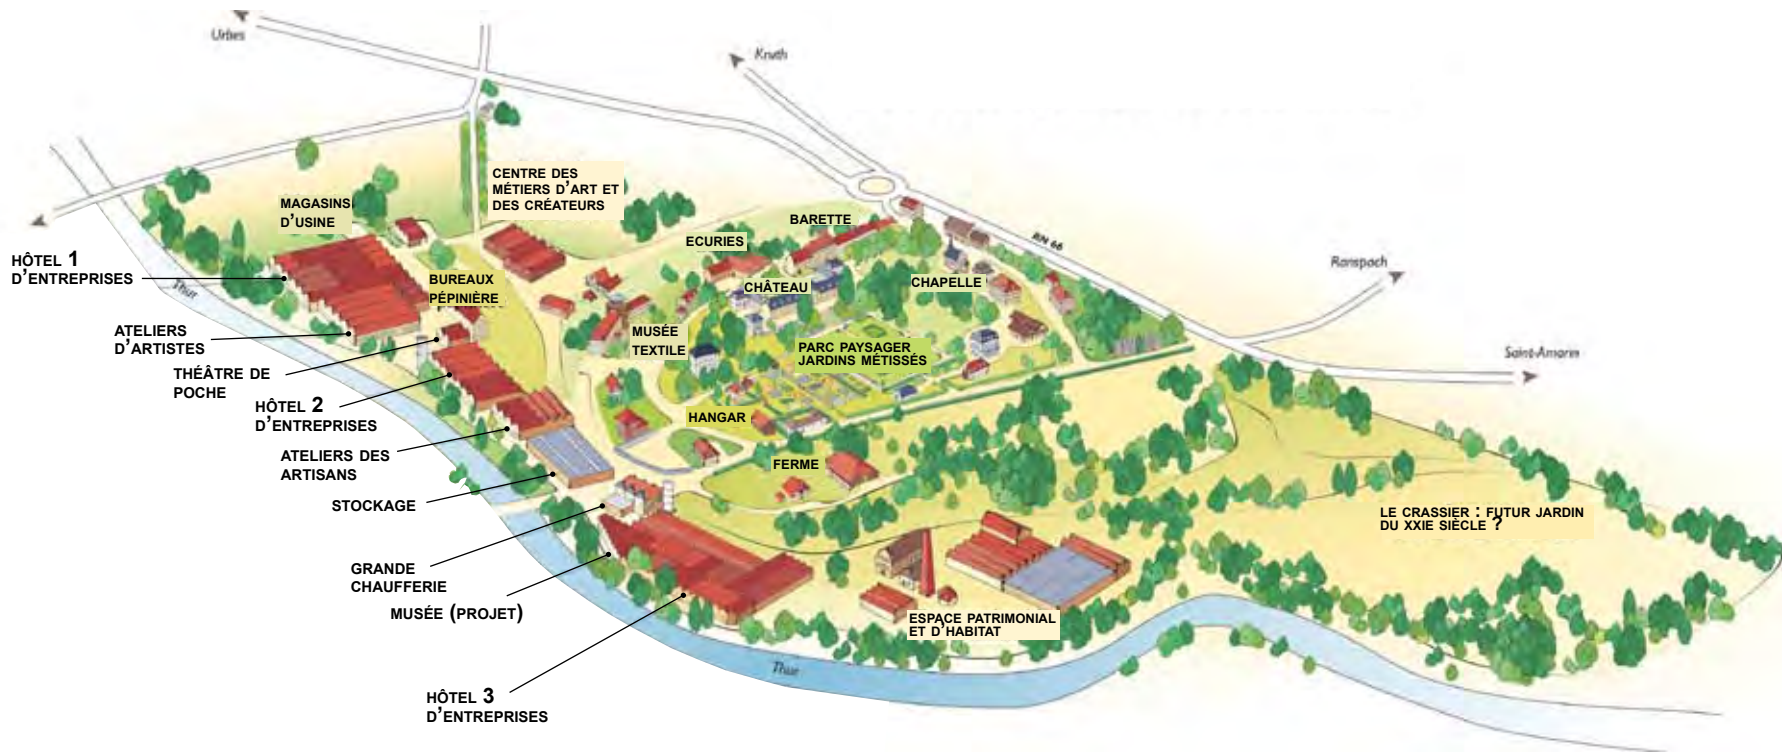 Urbes
Kruth
CENTRE DES
MÉTIERS D'ART ET
DES CRÉATEURS
MAGASINS
D'USINE
BARETTE
ECURIES
RN 66
HÔTEL 1
D'ENTREPRISES
Thur
BUREAUX
PÉPINIÈRE
CHÂTEAU
CHAPELLE
Ranspach
ATELIERS
D'ARTISTES
MUSÉE
TEXTILE
PARC PAYSAGER
JARDINS MÉTISSÉS
Saint-Amarin
THÉÂTRE DE
POCHE
HÔTEL 2
D'ENTREPRISES
HANGAR
ATELIERS DES
ARTISANS
FERME
STOCKAGE
LE CRASSIER : FUTUR JARDIN
DU XXIE SIÈCLE ?
GRANDE
CHAUFFERIE
MUSÉE (PROJET)
ESPACE PATRIMONIAL
ET D'HABITAT
Thur
HÔTEL 3
D'ENTREPRISES